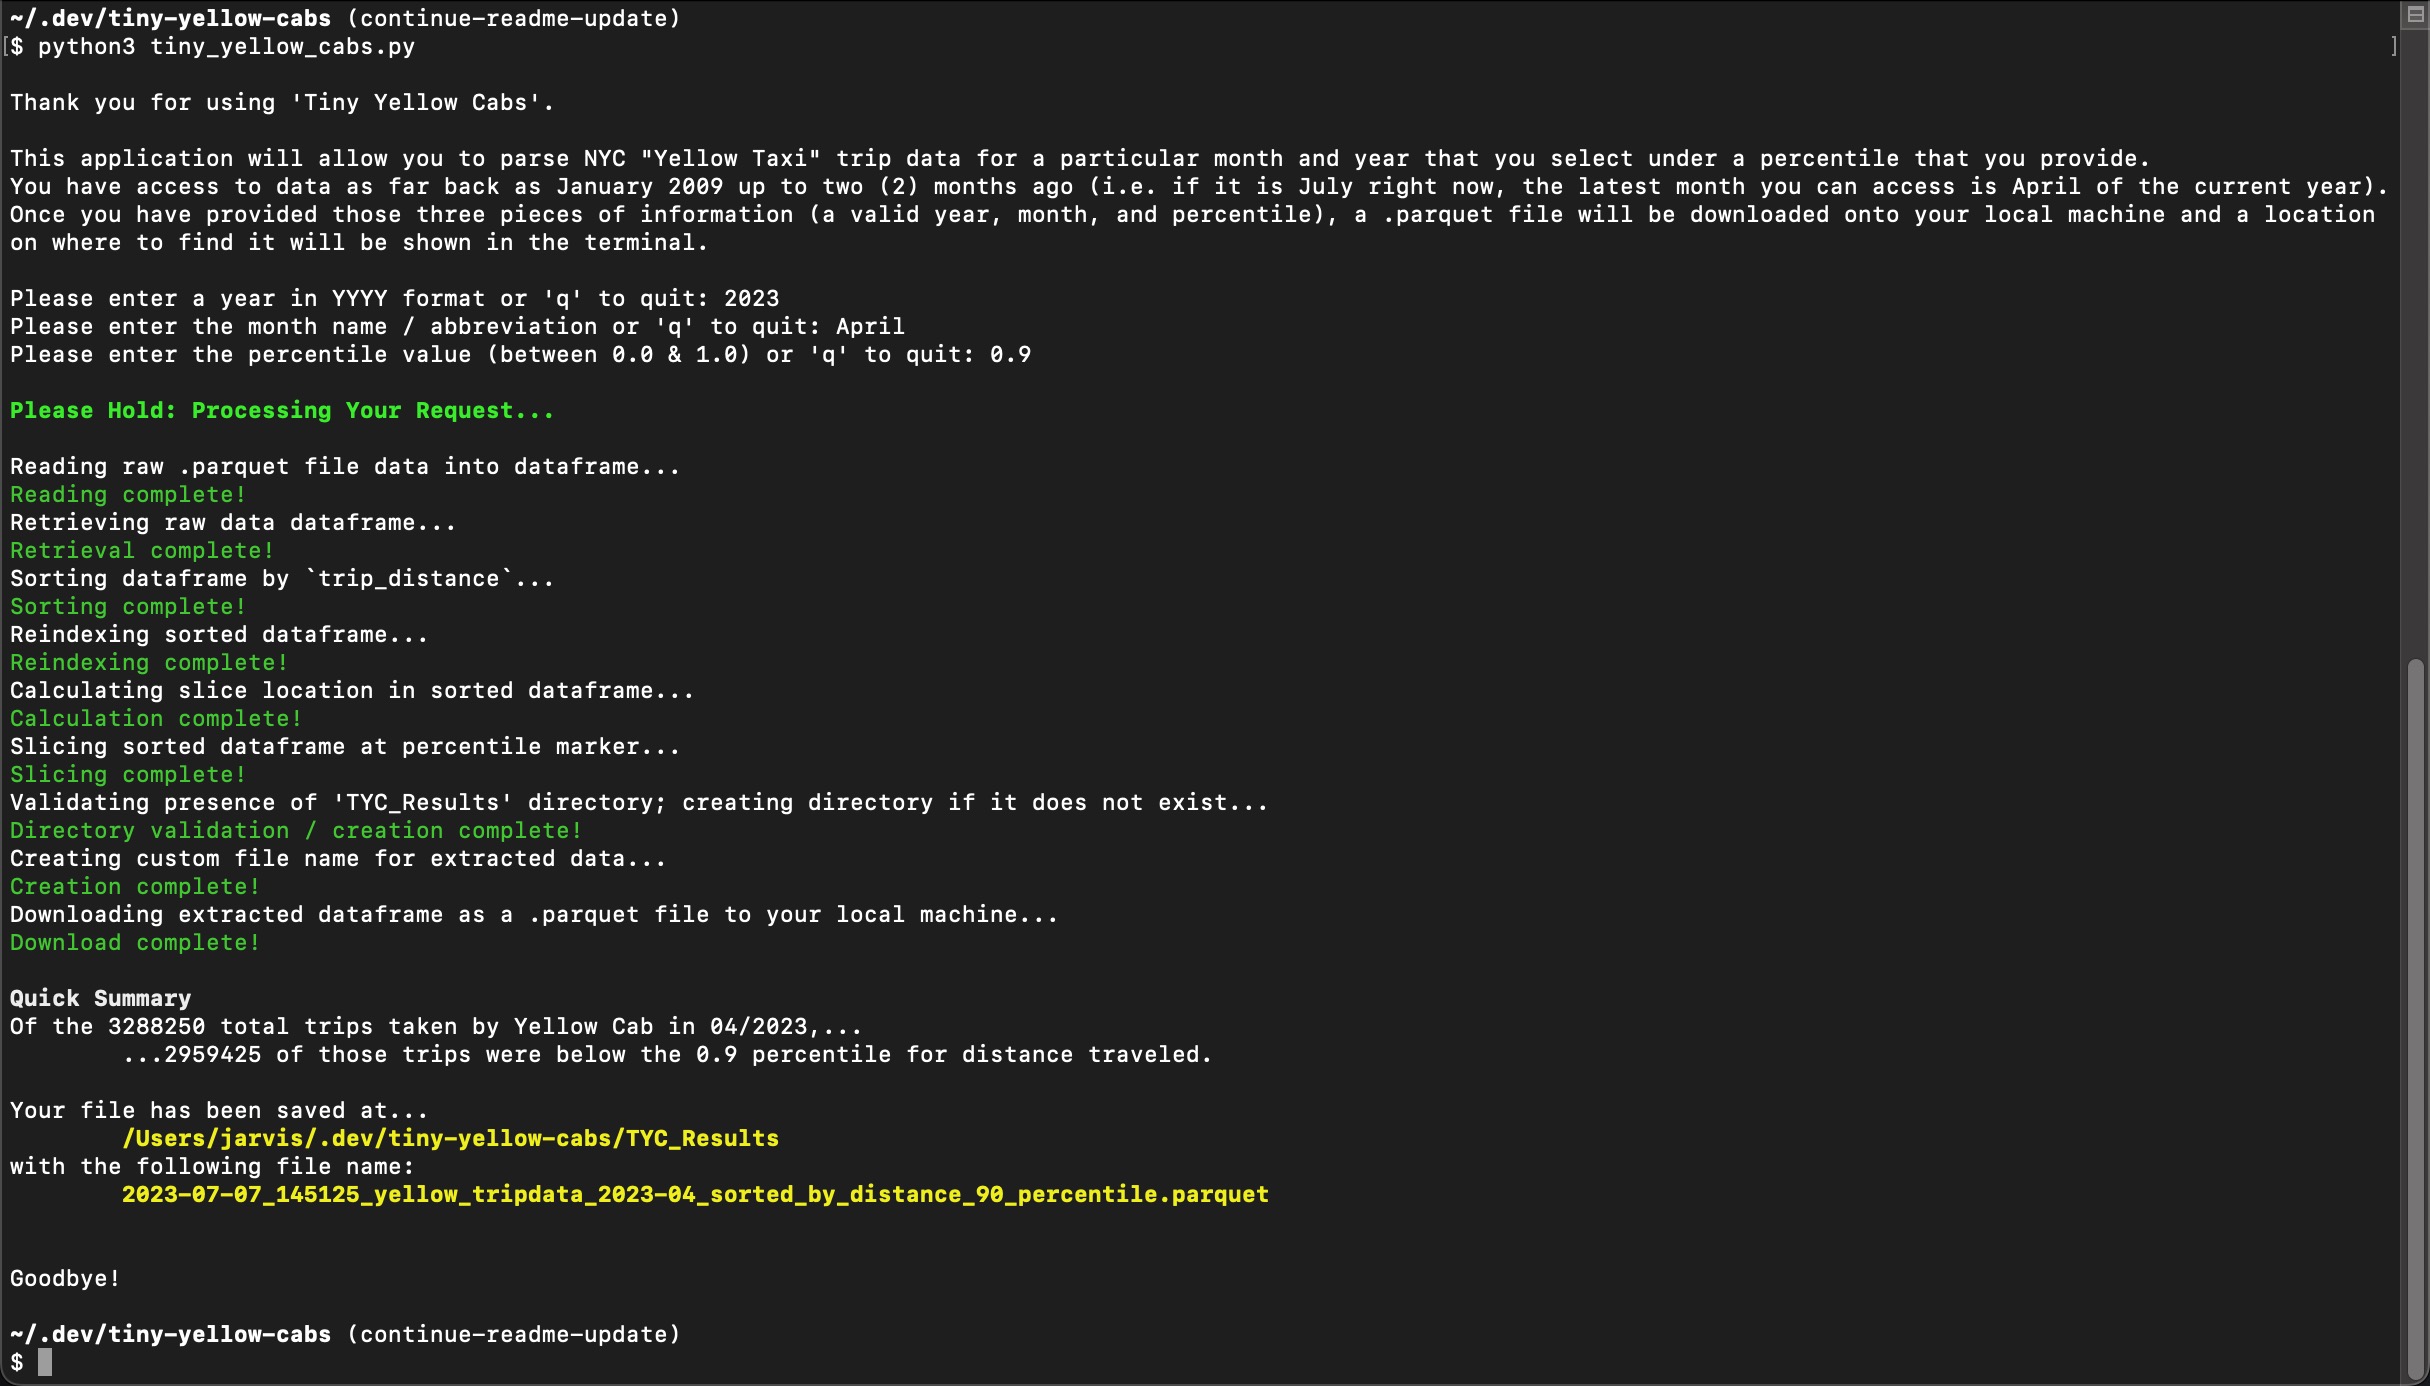 ~/.dev/tiny-yellow-cabs (continue-readme-update)
[$ python3 tiny_yellow_cabs.py ]
Thank you for using 'Tiny Yellow Cabs'.
This application will allow you to parse NYC "Yellow Taxi" trip data for a particular month and year that you select under a percentile that you provide.
You have access to data as far back as January 2009 up to two (2) months ago (i.e. if it is July right now, the latest month you can access is April of the current year).
Once you have provided those three pieces of information (a valid year, month, and percentile), a .parquet file will be downloaded onto your local machine and a location
on where to find it will be shown in the terminal.
Please enter a year in YYYY format or 'q' to quit: 2023
Please enter the month name / abbreviation or 'q' to quit: April
Please enter the percentile value (between 0.0 & 1.0) or 'q' to quit: 0.9
Please Hold: Processing Your Request...
Reading raw .parquet file data into dataframe...
Reading complete!
Retrieving raw data dataframe...
Retrieval complete!
Sorting dataframe by `trip_distance`...
Sorting complete!
Reindexing sorted dataframe...
Reindexing complete!
Calculating slice location in sorted dataframe...
Calculation complete!
Slicing sorted dataframe at percentile marker...
Slicing complete!
Validating presence of 'TYC_Results' directory; creating directory if it does not exist...
Directory validation / creation complete!
Creating custom file name for extracted data...
Creation complete!
Downloading extracted dataframe as a .parquet file to your local machine...
Download complete!
Quick Summary
Of the 3288250 total trips taken by Yellow Cab in 04/2023,...
...2959425 of those trips were below the 0.9 percentile for distance traveled.
Your file has been saved at...
/Users/jarvis/.dev/tiny-yellow-cabs/TYC_Results
with the following file name:
2023-07-07_145125_yellow_tripdata_2023-04_sorted_by_distance_90_percentile.parquet
Goodbye!
~/.dev/tiny-yellow-cabs (continue-readme-update)
$